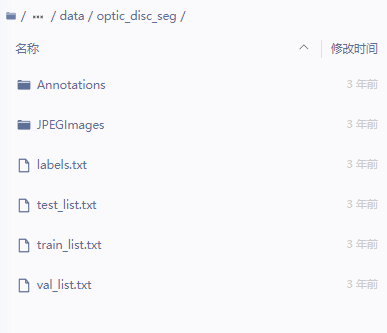 / ··· / data / optic_disc_seg /
名称 修改时间
Annotations 3 年前
JPEGImages 3 年前
labels.txt 3 年前
test_list.txt 3 年前
train_list.txt 3 年前
val_list.txt 3 年前